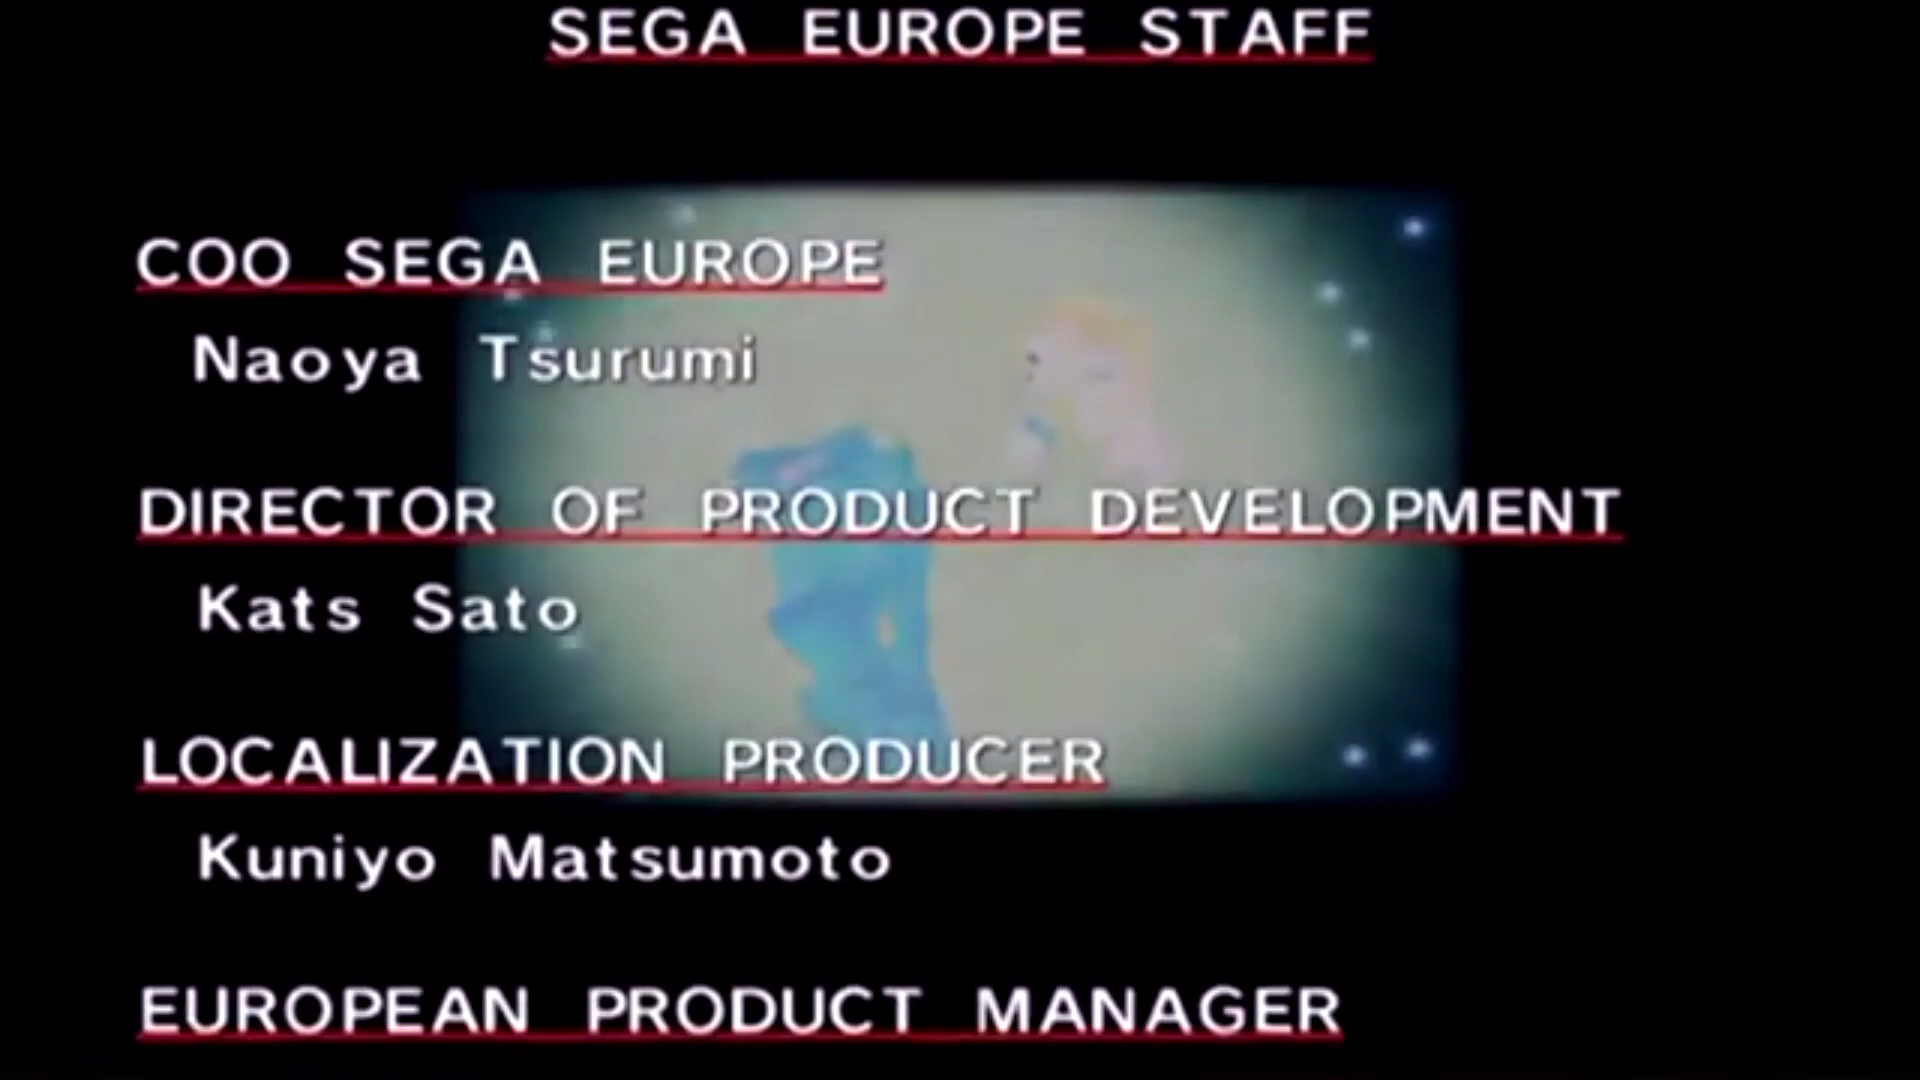 SEGA EUROPE STAFF
COO SEGA EUROPE
Naoya Tsurumi
DIRECTOR OF PRODUCT DEVELOPMENT
Kats Sato
LOCALIZATION PRODUCER
Kuniyo Matsumoto
EUROPEAN PRODUCT MANAGER